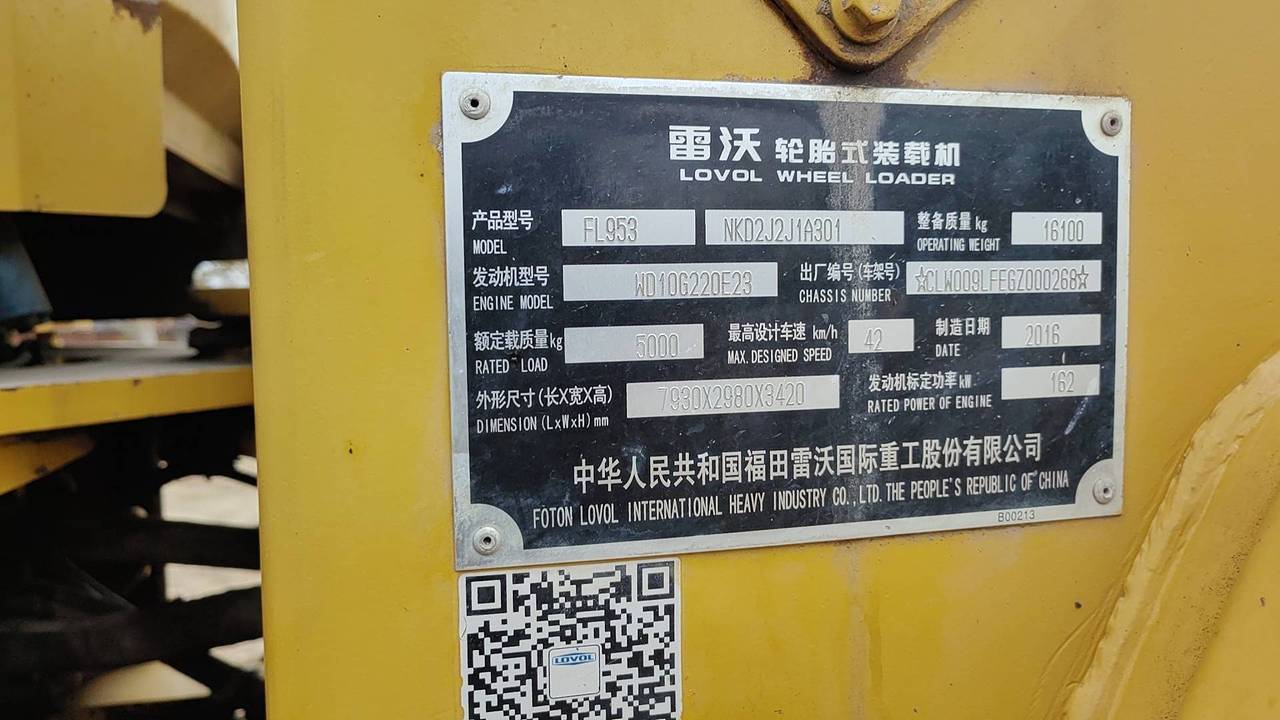 雷沃 轮胎式装载机
LOVOL WHEEL LOADER
产品型号 FL953 NKD2J2J1A301 整备质量 kg 16100
MODEL OPERATING WEIGHT
发动机型号 WD10G220E23 出厂编号(车架号) ☆CLW009LFEGZ000268☆
ENGINE MODEL CHASSIS NUMBER
额定载质量kg 5000 最高设计车速 km/h 42 制造日期 2016
RATED LOAD MAX. DESIGNED SPEED DATE
外形尺寸(长X宽X高) 7930X2980X3420 发动机标定功率kW 162
DIMENSION (LxWxH) mm RATED POWER OF ENGINE
中华人民共和国福田雷沃国际重工股份有限公司
FOTON LOVOL INTERNATIONAL HEAVY INDUSTRY CO., LTD. THE PEOPLE'S REPUBLIC OF CHINA
B00213
LOVOL